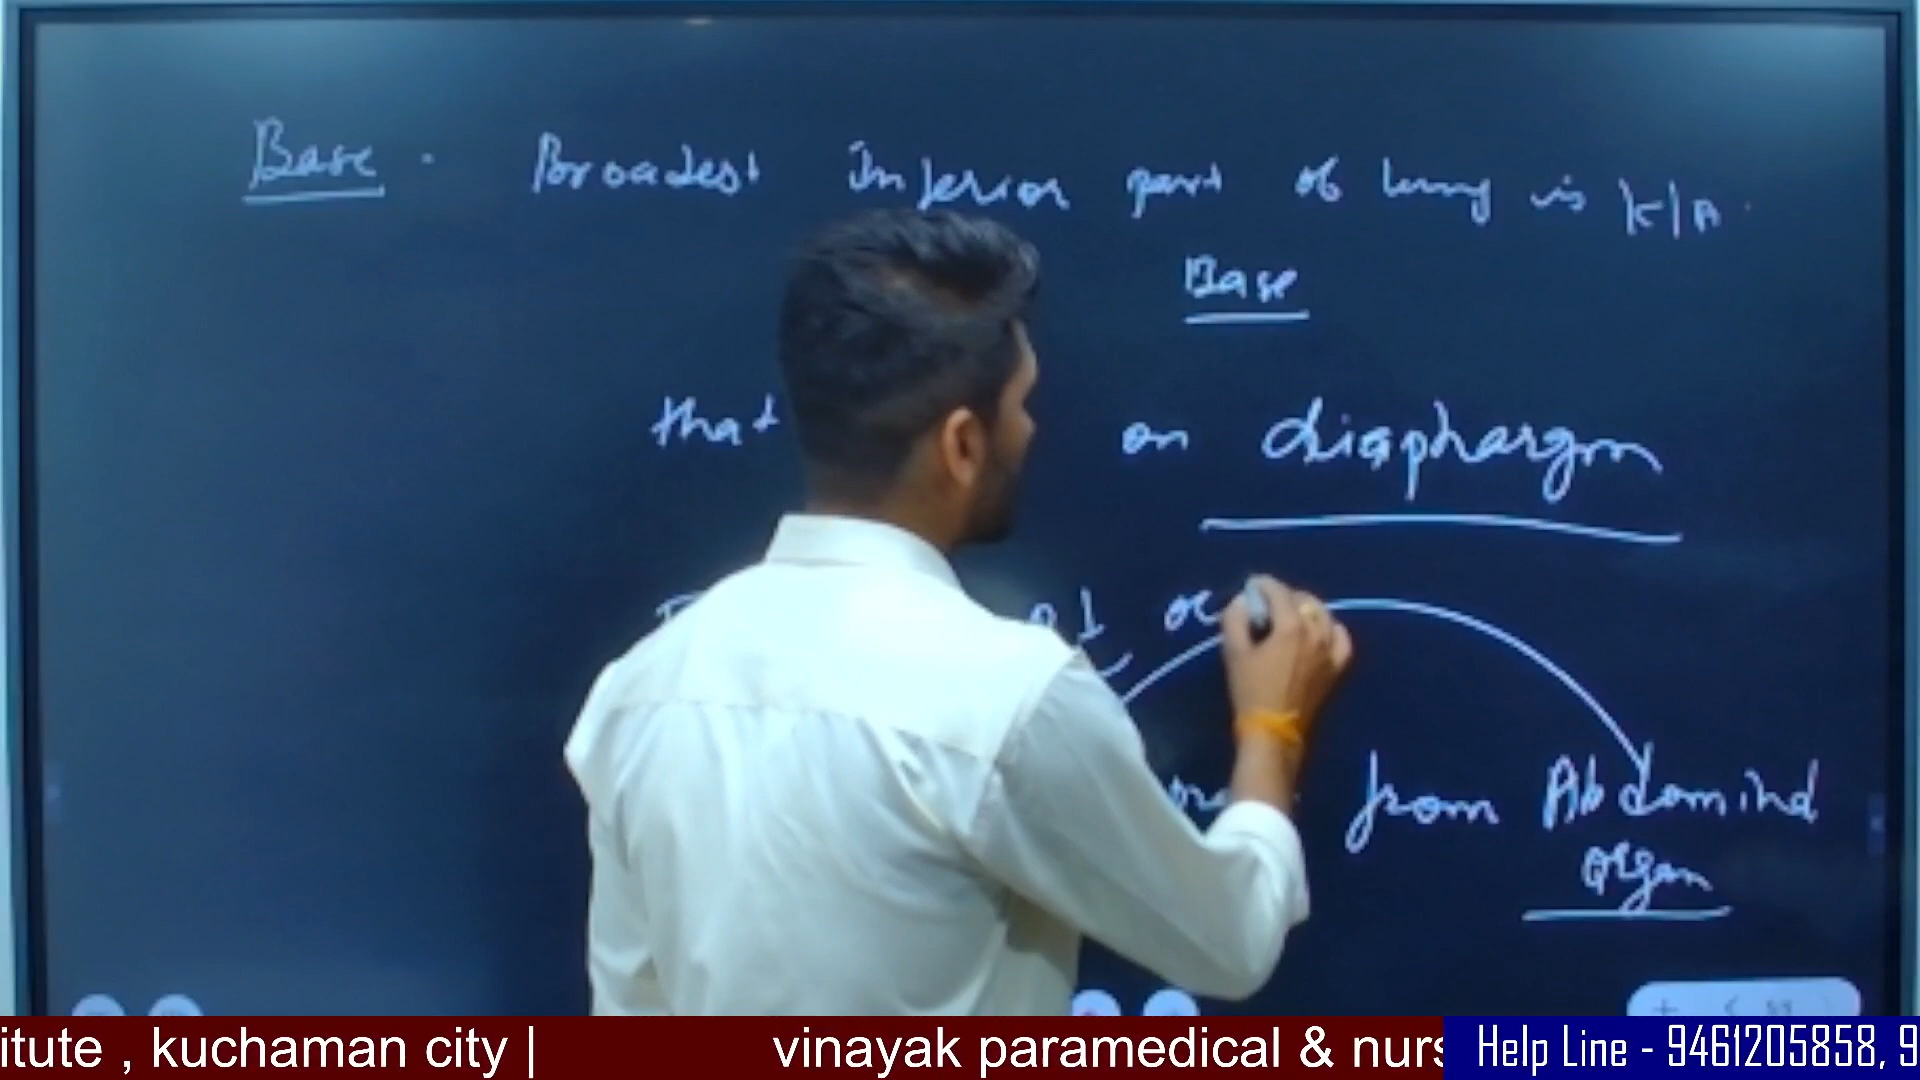 Base . Broadest Inferior part of lung is K/A .
Base
that on diaphargm
or
from Abdominal
organ
itute , kuchaman city | vinayak paramedical & nurs
Help Line - 9461205858, 9